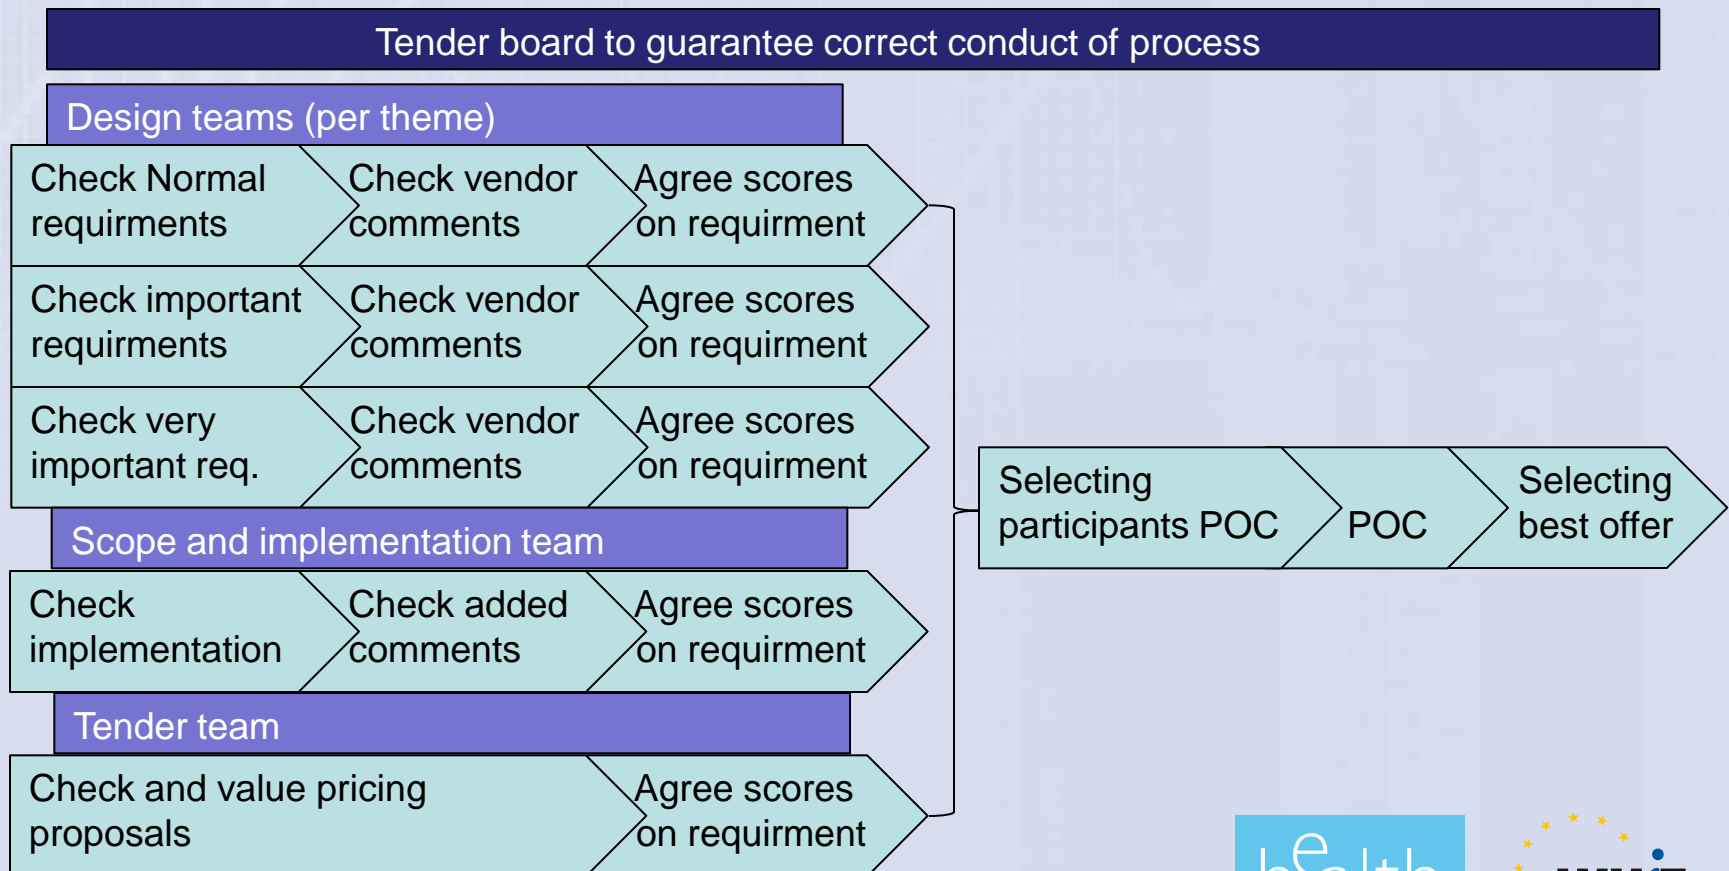 Tender board to guarantee correct conduct of process
Design teams (per theme)
Check Normal
requirments
Check vendor
comments
Agree scores
on requirment
Check important
requirments
Check vendor
comments
Agree scores
on requirment
Check very
important req.
Check vendor
comments
Agree scores
on requirment
Scope and implementation team
Check
implementation
Check added
comments
Agree scores
on requirment
Tender team
Check and value pricing
proposals
Agree scores
on requirment
Selecting
participants POC
POC
Selecting
best offer
health